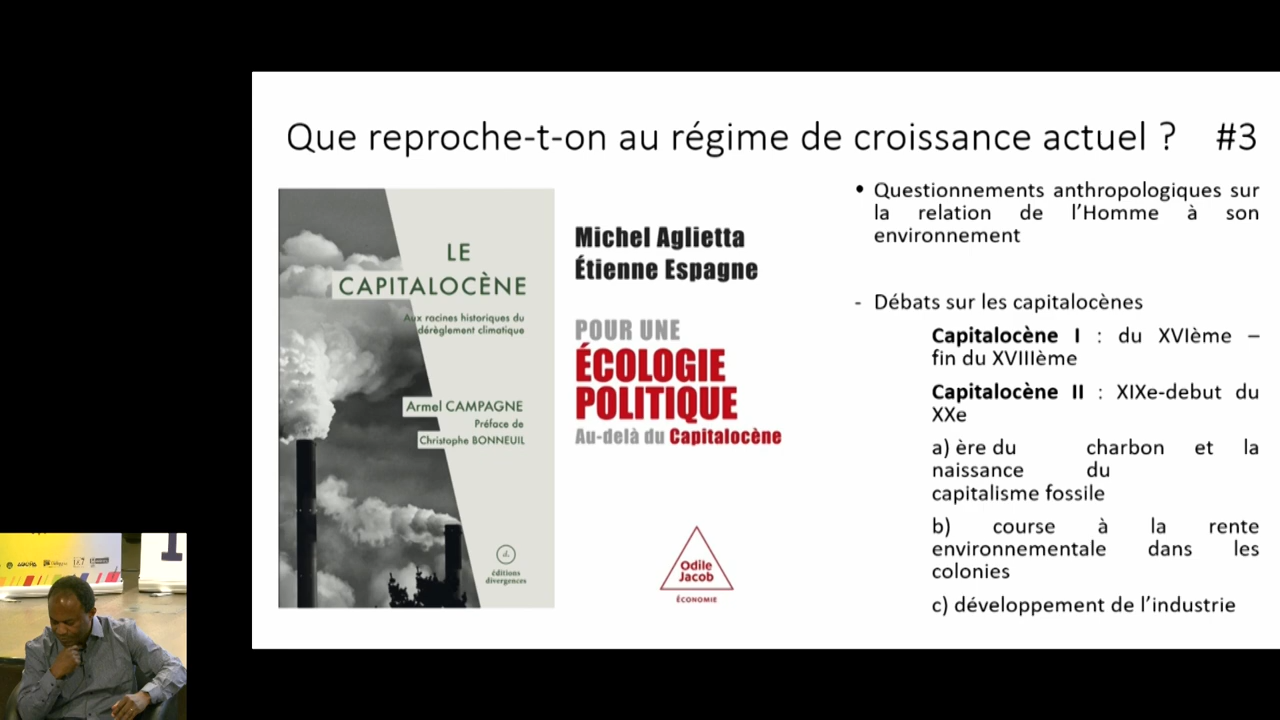 Que reproche-t-on au régime de croissance actuel ? #3
LE
CAPITALOCÈNE
Aux racines historiques du
dérèglement climatique
Armel CAMPAGNE
Préface de
Christophe BONNEUIL
d.
éditions
divergences
Michel Aglietta
Étienne Espagne
POUR UNE
ÉCOLOGIE
POLITIQUE
Au-delà du Capitalocène
Odile
Jacob
ÉCONOMIE
• Questionnements anthropologiques sur
la relation de l’Homme à son
environnement
- Débats sur les capitalocènes
Capitalocène I : du XVIème –
fin du XVIIIème
Capitalocène II : XIXe-debut du
XXe
a) ère du charbon et la
naissance du
capitalisme fossile
b) course à la rente
environnementale dans les
colonies
c) développement de l’industrie